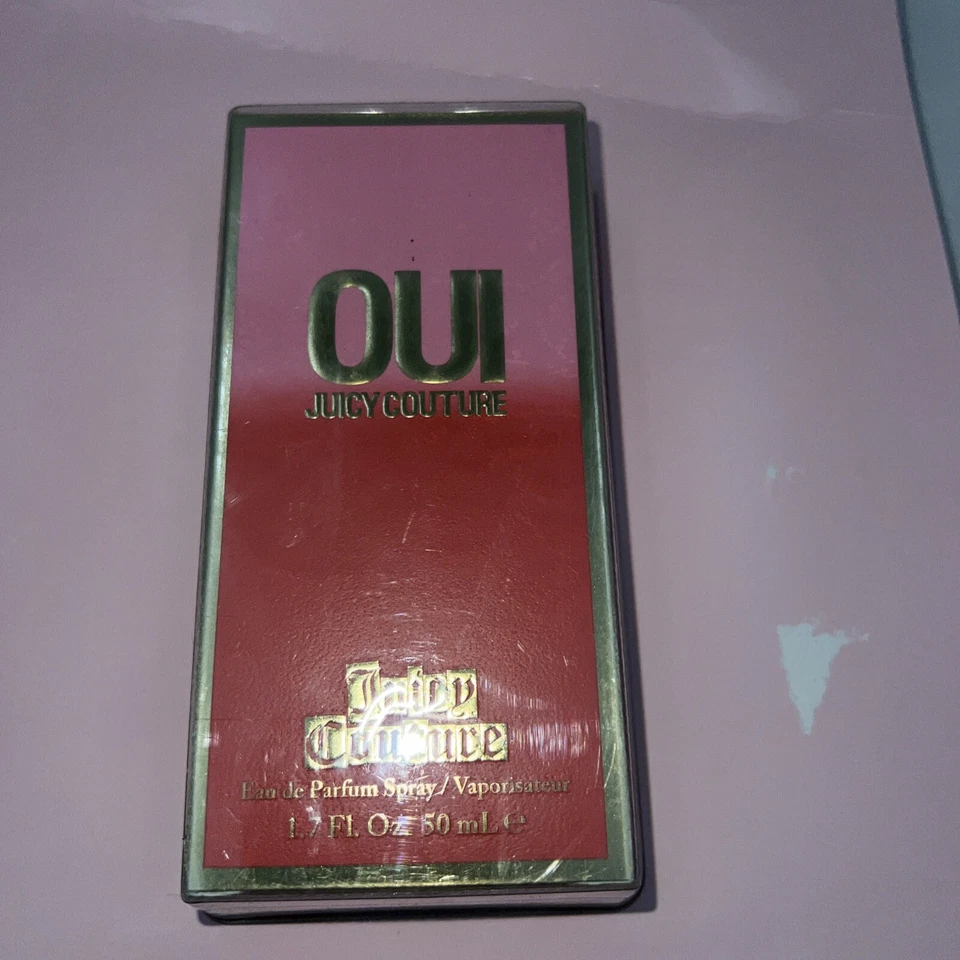 OUI
JUICY COUTURE
Juicy
Couture
Eau de Parfum Spray / Vaporisateur
1.7 Fl. Oz. 50 mL ℮